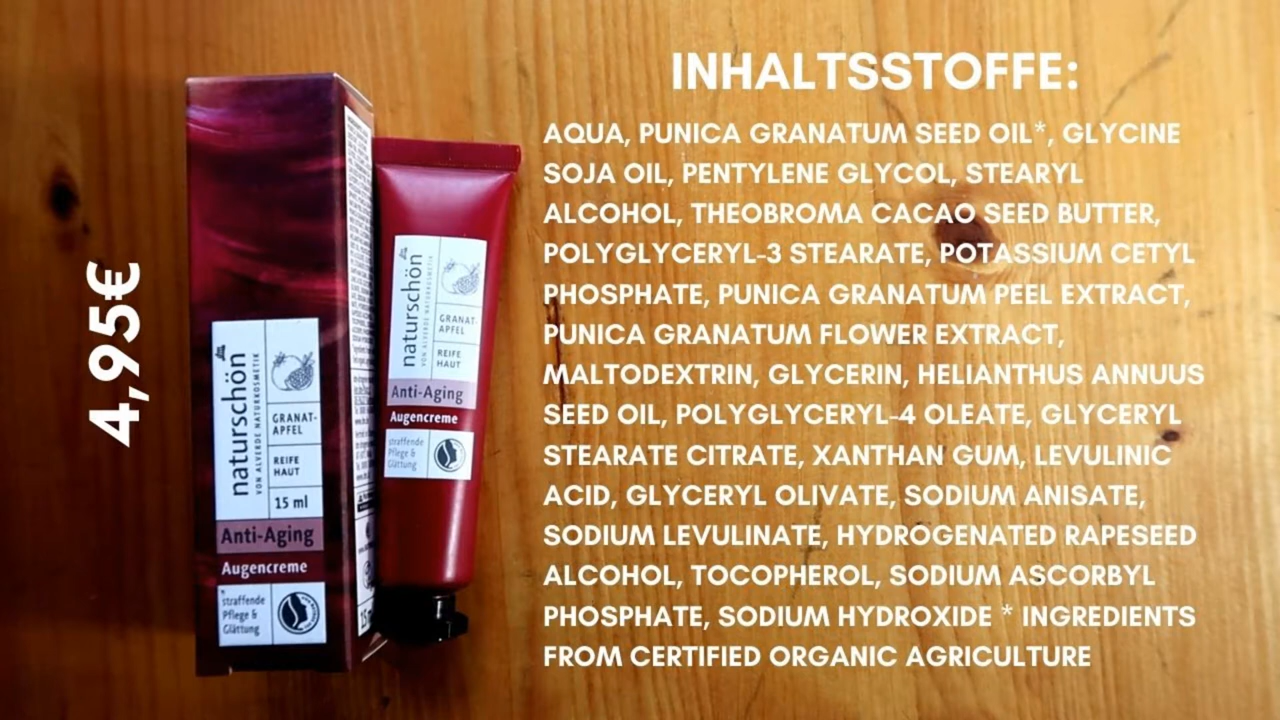 INHALTSSTOFFE:
AQUA, PUNICA GRANATUM SEED OIL*, GLYCINE
SOJA OIL, PENTYLENE GLYCOL, STEARYL
ALCOHOL, THEOBROMA CACAO SEED BUTTER,
POLYGLYCERYL-3 STEARATE, POTASSIUM CETYL
PHOSPHATE, PUNICA GRANATUM PEEL EXTRACT,
PUNICA GRANATUM FLOWER EXTRACT,
MALTODEXTRIN, GLYCERIN, HELIANTHUS ANNUUS
SEED OIL, POLYGLYCERYL-4 OLEATE, GLYCERYL
STEARATE CITRATE, XANTHAN GUM, LEVULINIC
ACID, GLYCERYL OLIVATE, SODIUM ANISATE,
SODIUM LEVULINATE, HYDROGENATED RAPESEED
ALCOHOL, TOCOPHEROL, SODIUM ASCORBYL
PHOSPHATE, SODIUM HYDROXIDE * INGREDIENTS
FROM CERTIFIED ORGANIC AGRICULTURE
4,95€
naturschön
VON ALVERDE NATURKOSMETIK
GRANAT-
APFEL
REIFE
HAUT
15 ml
Anti-Aging
Augencreme
straffende
Pflege &
Glättung
naturschön
VON ALVERDE NATURKOSMETIK
GRANAT-
APFEL
REIFE
HAUT
Anti-Aging
Augencreme
straffende
Pflege &
Glättung